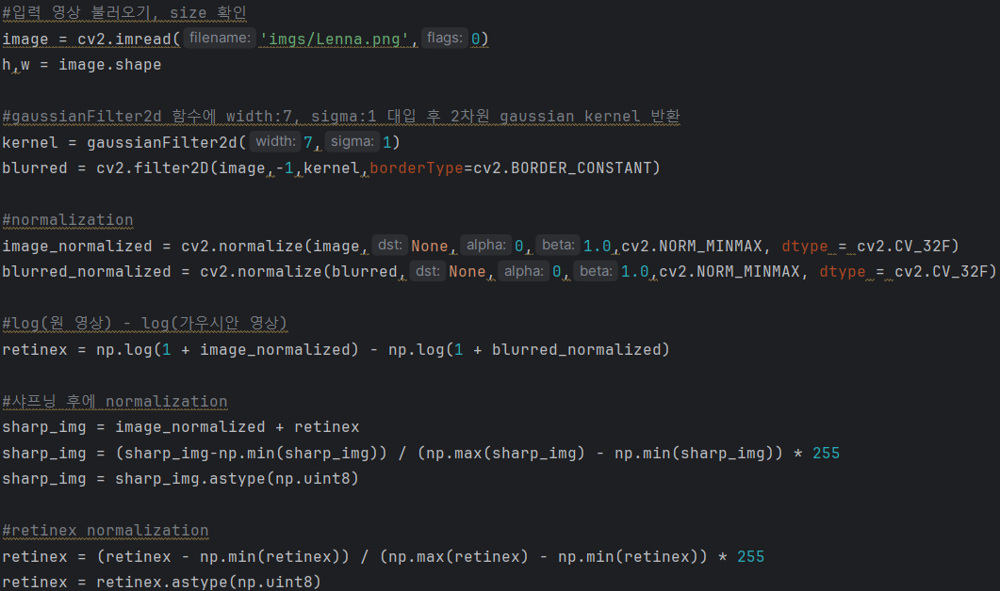 #입력 영상 불러오기, size 확인
image = cv2.imread( filename: 'imgs/Lenna.png', flags: 0)
h,w = image.shape
#gaussianFilter2d 함수에 width:7, sigma:1 대입 후 2차원 gaussian kernel 반환
kernel = gaussianFilter2d( width: 7, sigma: 1)
blurred = cv2.filter2D(image,-1,kernel,borderType=cv2.BORDER_CONSTANT)
#normalization
image_normalized = cv2.normalize(image, dst: None, alpha: 0, beta: 1.0,cv2.NORM_MINMAX, dtype = cv2.CV_32F)
blurred_normalized = cv2.normalize(blurred, dst: None, alpha: 0, beta: 1.0,cv2.NORM_MINMAX, dtype = cv2.CV_32F)
#log(원 영상) - log(가우시안 영상)
retinex = np.log(1 + image_normalized) - np.log(1 + blurred_normalized)
#샤프닝 후에 normalization
sharp_img = image_normalized + retinex
sharp_img = (sharp_img-np.min(sharp_img)) / (np.max(sharp_img) - np.min(sharp_img)) * 255
sharp_img = sharp_img.astype(np.uint8)
#retinex normalization
retinex = (retinex - np.min(retinex)) / (np.max(retinex) - np.min(retinex)) * 255
retinex = retinex.astype(np.uint8)